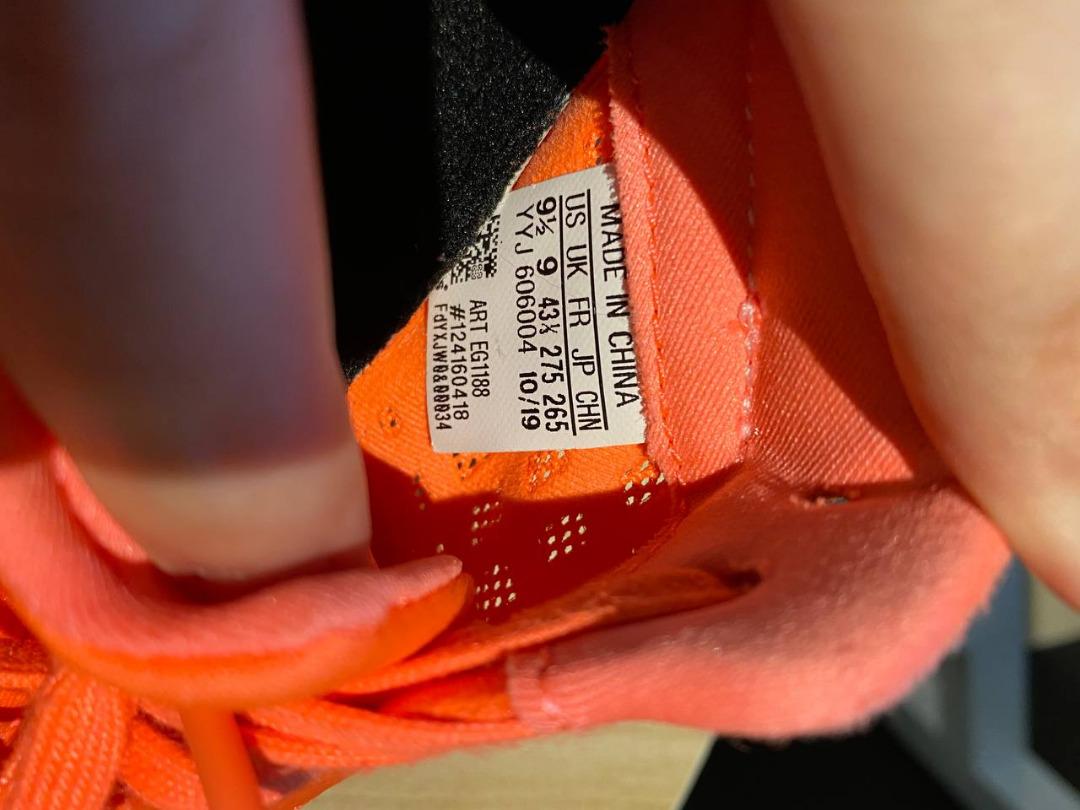 MADE IN CHINA
US UK FR JP CHN
9½ 9 43⅓ 275 265
YYJ 606004 10/19
ART EG1188
#124160418